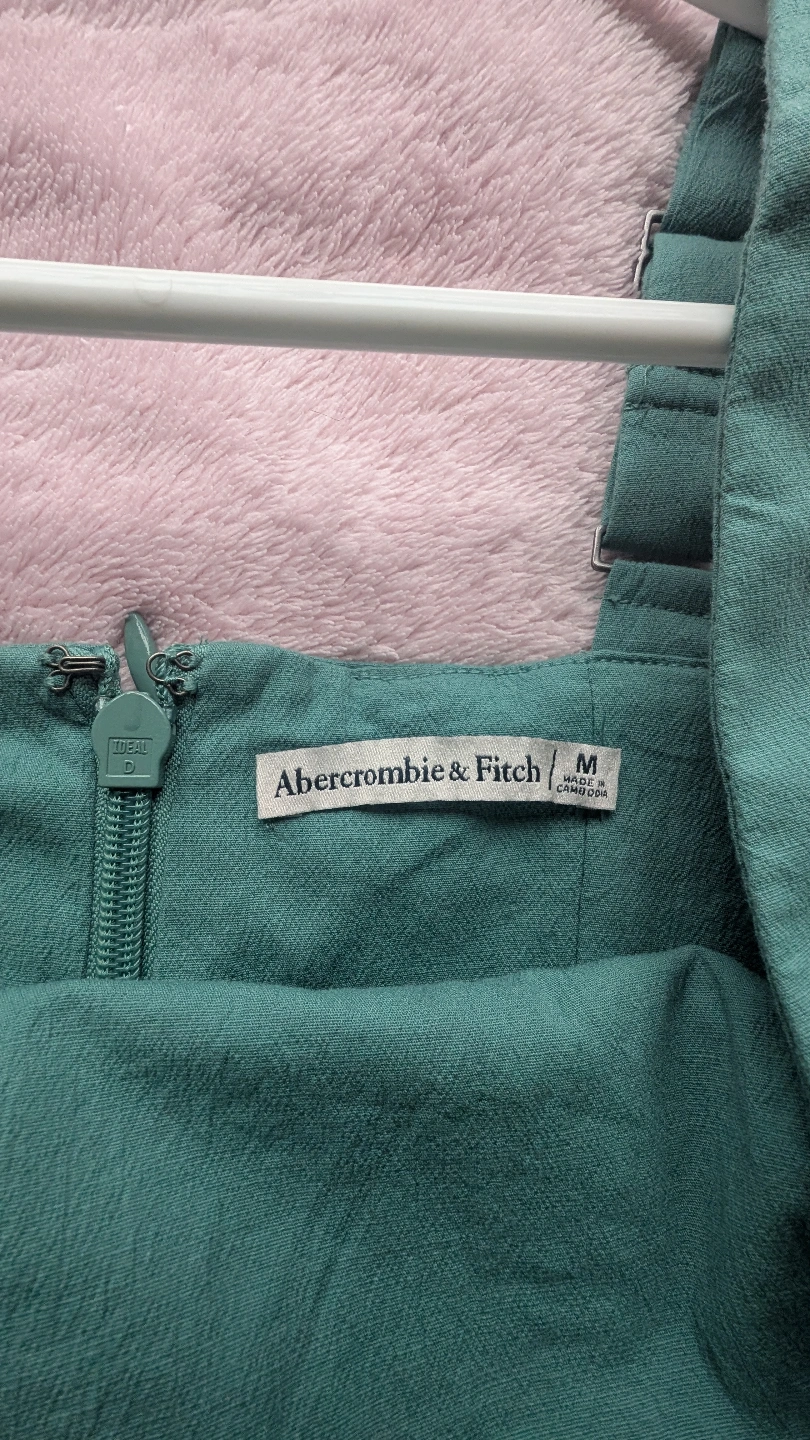 IDEAL
D
Abercrombie & Fitch
M
MADE IN
CAMBODIA